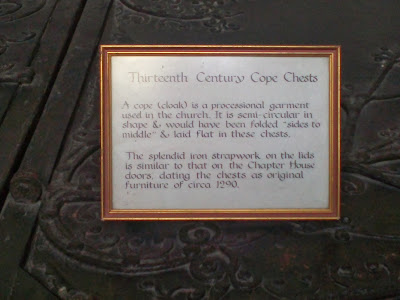 Thirteenth Century Cope Chests
A cope (cloak) is a processional garment
used in the church. It is semi-circular in
shape & would have been folded "sides to
middle" & laid flat in these chests.
The splendid iron strapwork on the lids
is similar to that on the Chapter House
doors, dating the chests as original
furniture of circa 1290.